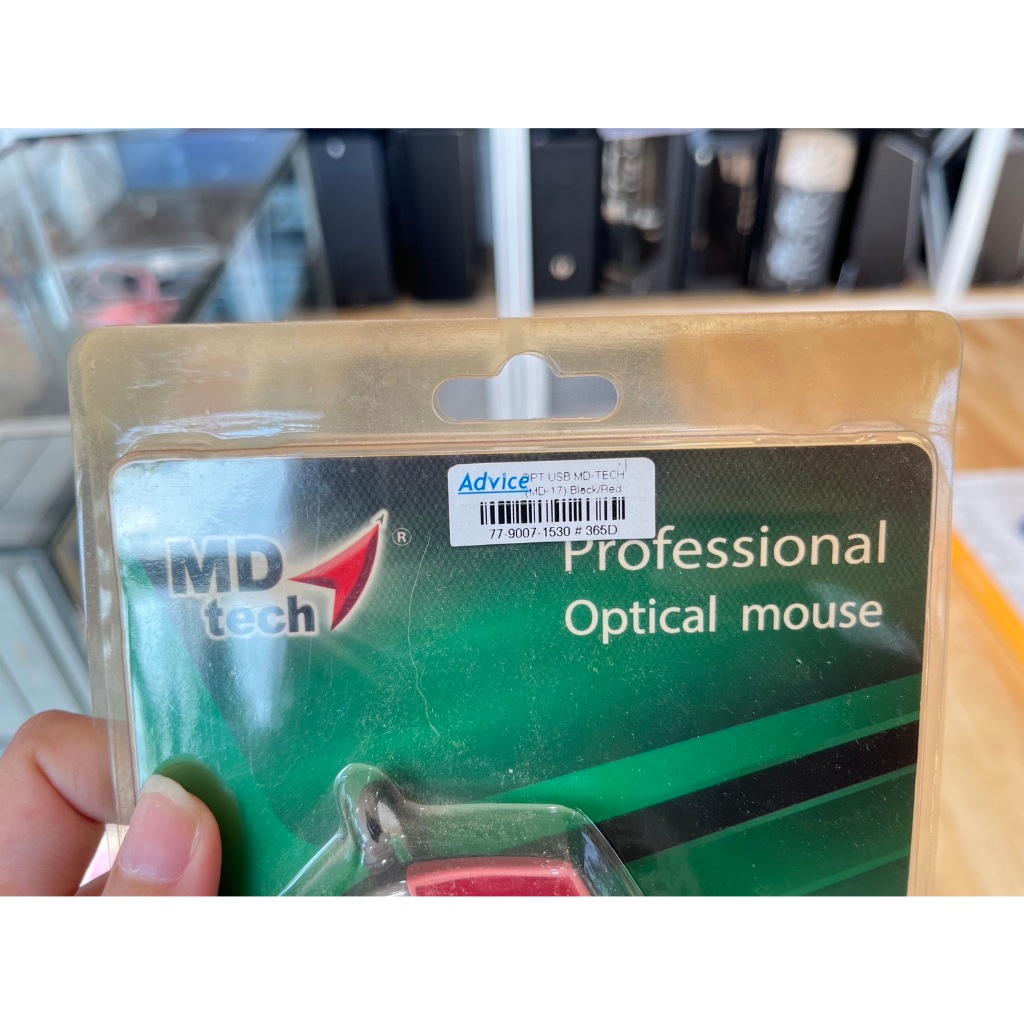 Advice OPT USB MD-TECH
(MD-17) Black/Red
77-9007-1530 # 365D
MD
tech ®
Professional
Optical mouse